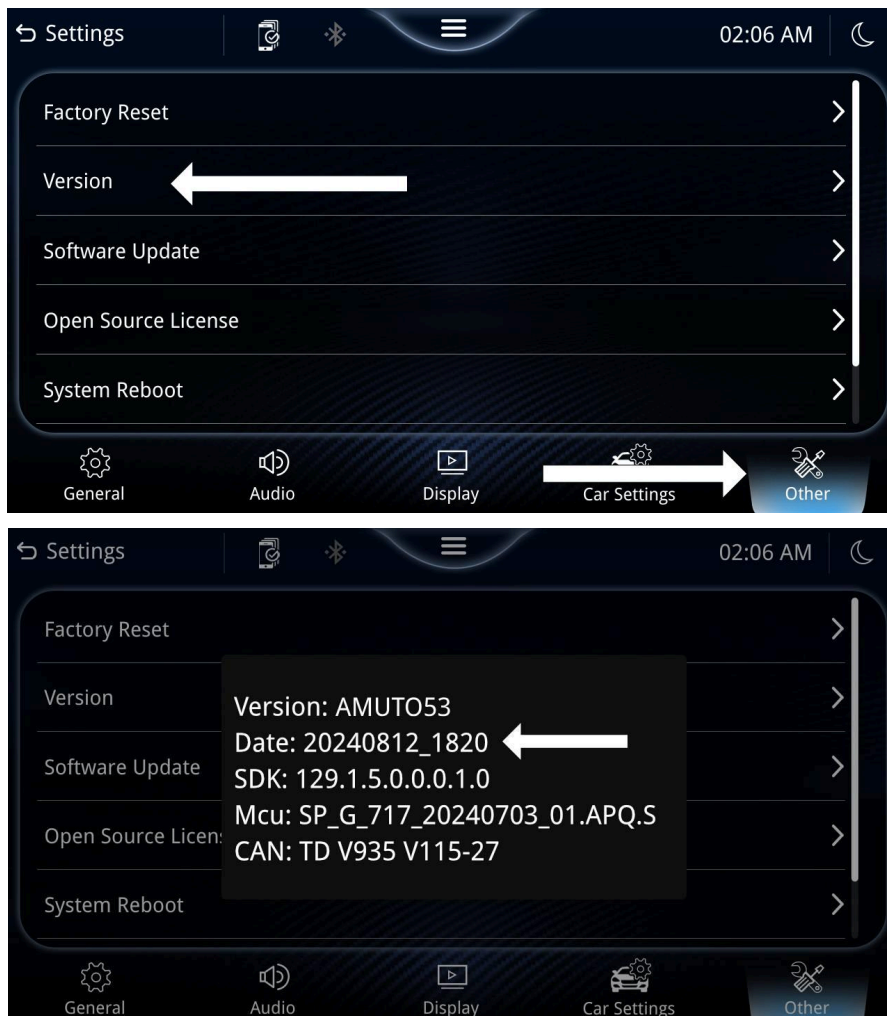 Settings
02:06 AM
Factory Reset
Version
Software Update
Open Source License
System Reboot
General
Audio
Display
Car Settings
Other
Settings
02:06 AM
Factory Reset
Version
Software Update
Open Source Licen
System Reboot
Version: AMUTO53
Date: 20240812_1820
SDK: 129.1.5.0.0.0.1.0
Mcu: SP_G_717_20240703_01.APQ.S
CAN: TD V935 V115-27
General
Audio
Display
Car Settings
Other